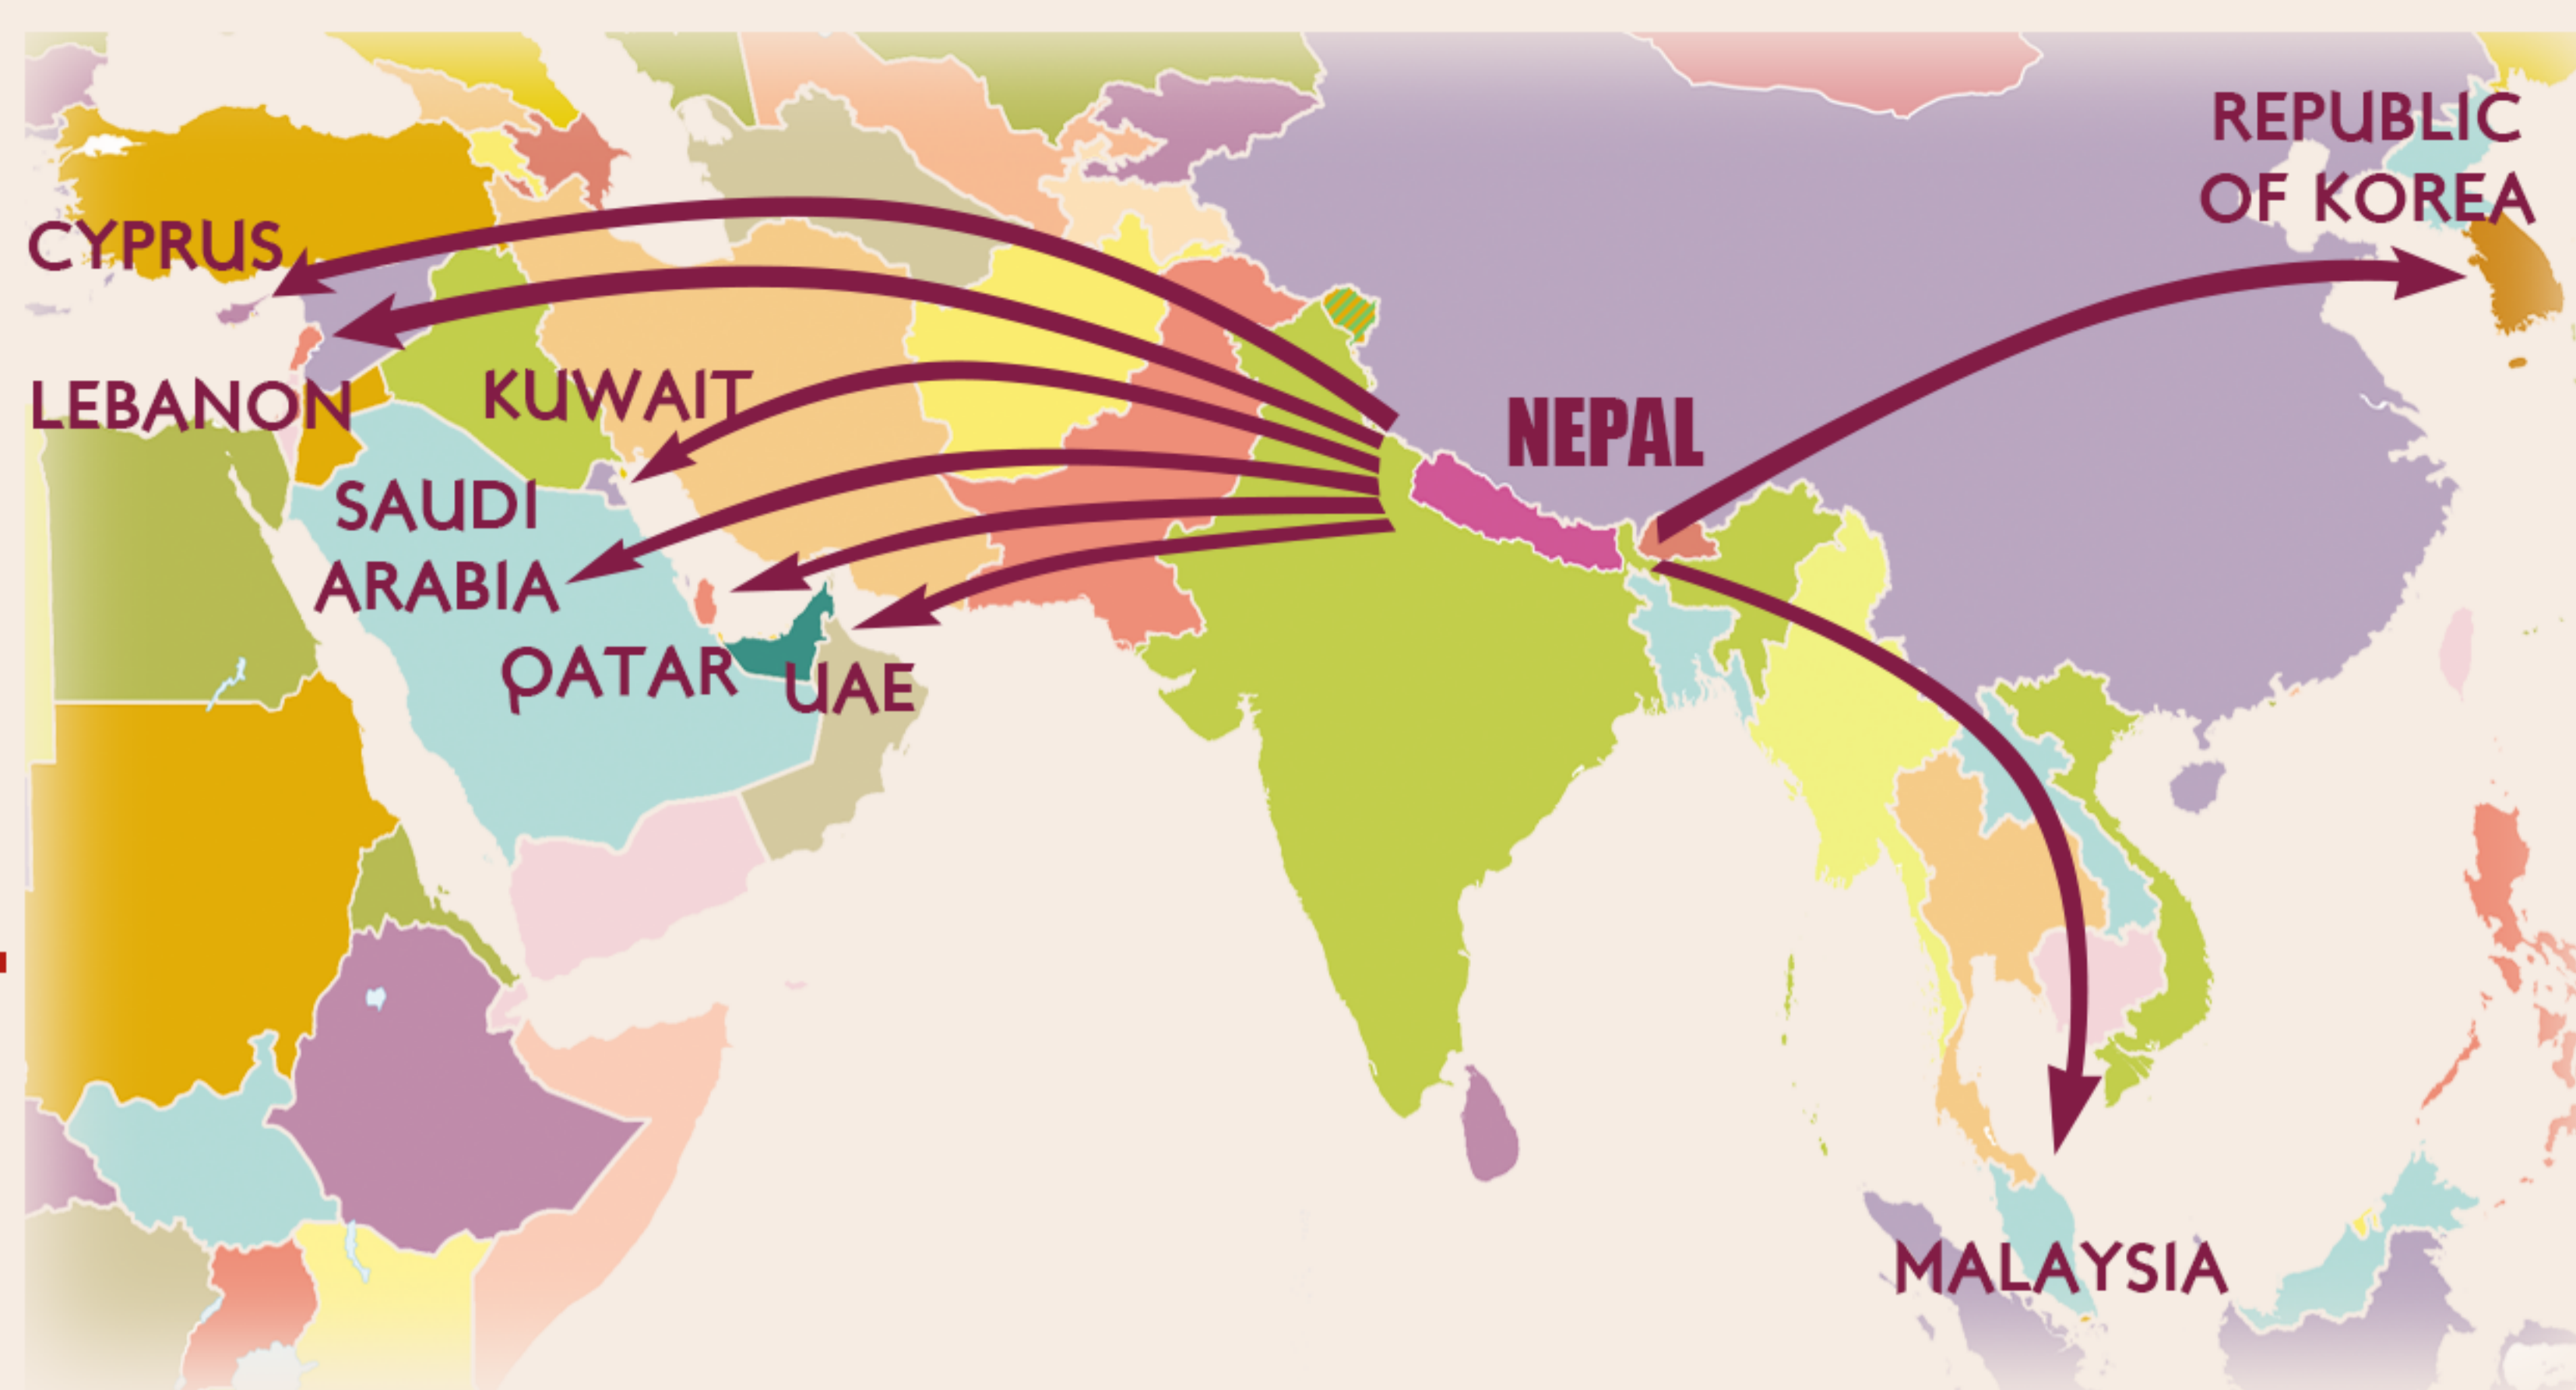 REPUBLIC
OF KOREA
CYPRUS
LEBANON
KUWAIT
NEPAL
SAUDI
ARABIA
QATAR
UAE
MALAYSIA